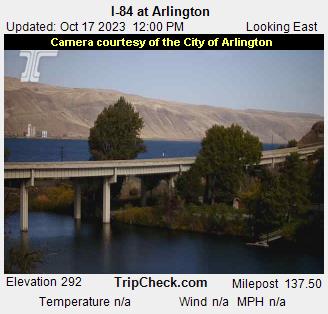 I-84 at Arlington
Updated: Oct 17 2023 12:00 PM Looking East
Camera courtesy of the City of Arlington
Elevation 292 TripCheck.com Milepost 137.50
Temperature n/a Wind n/a MPH n/a